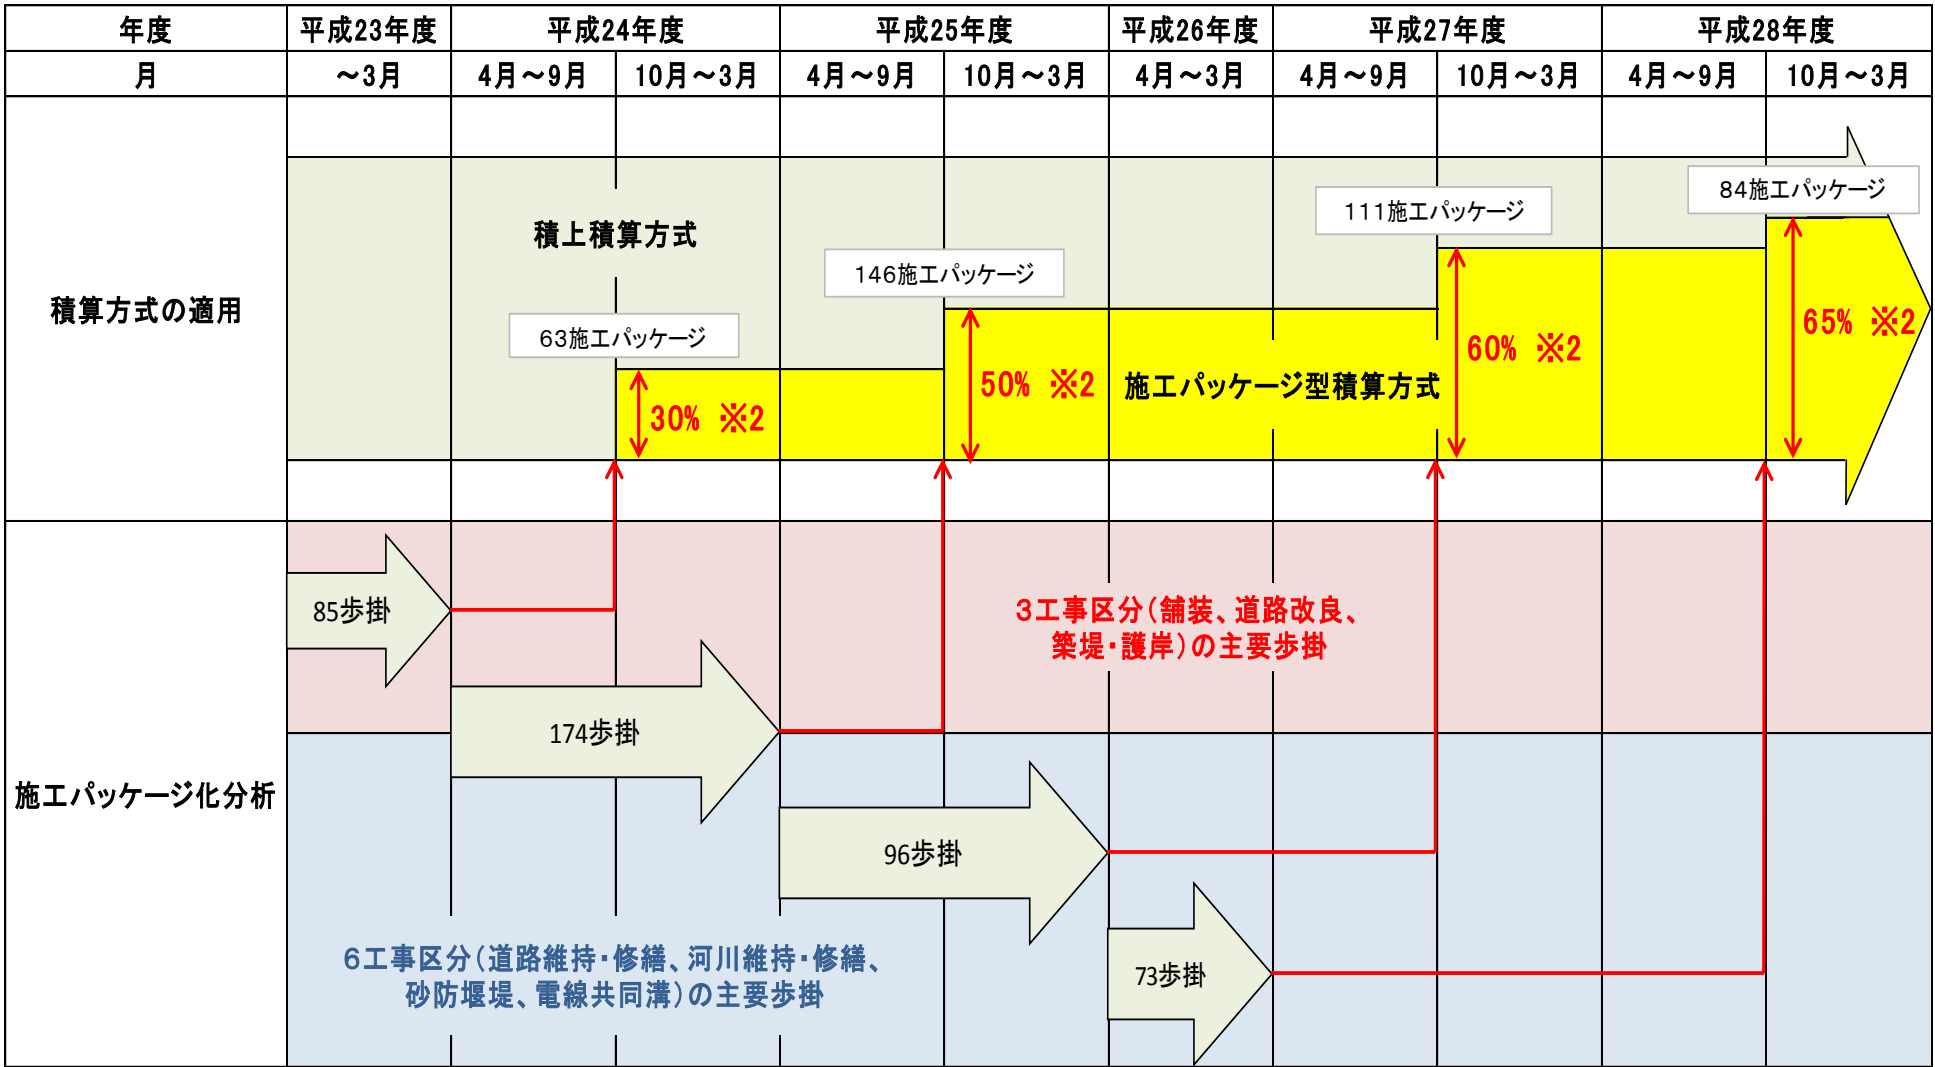 年度 平成23年度 平成24年度 平成25年度 平成26年度 平成27年度 平成28年度
月 ～3月 4月～9月 10月～3月 4月～9月 10月～3月 4月～3月 4月～9月 10月～3月 4月～9月 10月～3月
積算方式の適用
積上積算方式
63施工パッケージ
146施工パッケージ
111施工パッケージ
84施工パッケージ
30% ※2
50% ※2
施工パッケージ型積算方式
60% ※2
65% ※2
施工パッケージ化分析
85歩掛
174歩掛
96歩掛
73歩掛
3工事区分(舗装、道路改良、
築堤・護岸)の主要歩掛
6工事区分(道路維持・修繕、河川維持・修繕、
砂防堰堤、電線共同溝)の主要歩掛